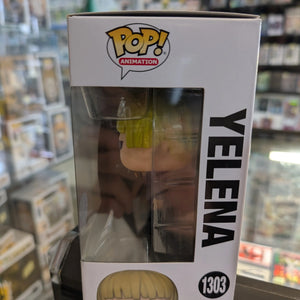 POP!
ANIMATION
YELENA
1303